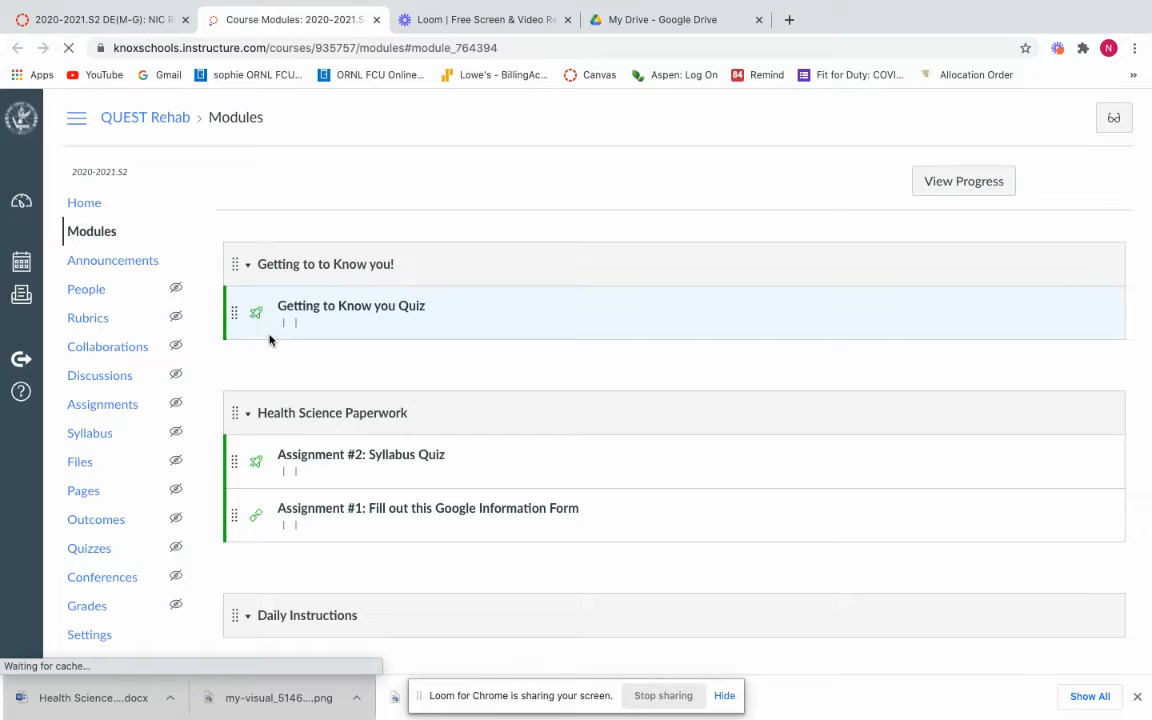 2020-2021.S2 DE(M-G): NIC R
Course Modules: 2020-2021.S
Loom | Free Screen & Video Re
My Drive - Google Drive
knoxschools.instructure.com/courses/935757/modules#module_764394
N
Apps YouTube Gmail sophie ORNL FCU... ORNL FCU Online... Lowe's - BillingAc... Canvas Aspen: Log On 84 Remind Fit for Duty: COVI... Allocation Order »
QUEST Rehab › Modules
2020-2021.S2
View Progress
Home
Modules
Announcements
People
Rubrics
Collaborations
Discussions
Assignments
Syllabus
Files
Pages
Outcomes
Quizzes
Conferences
Grades
Settings
Getting to to Know you!
Getting to Know you Quiz
| |
Health Science Paperwork
Assignment #2: Syllabus Quiz
| |
Assignment #1: Fill out this Google Information Form
| |
Daily Instructions
Waiting for cache...
Health Science....docx
my-visual_5146....png
Loom for Chrome is sharing your screen.
Stop sharing
Hide
Show All